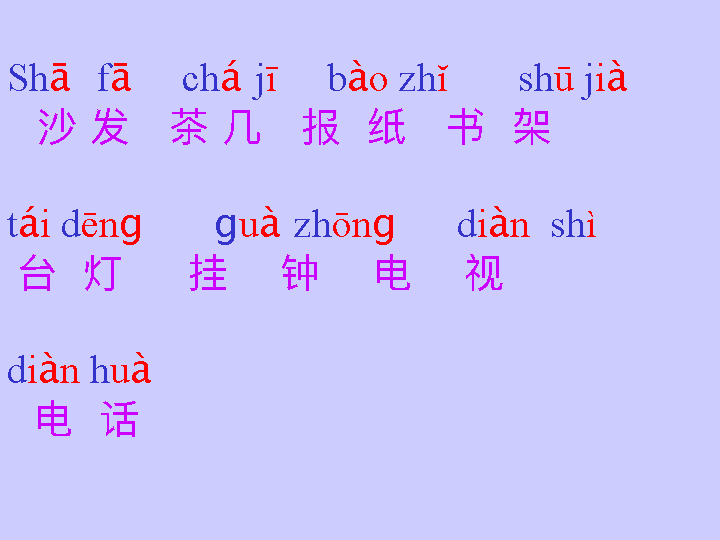 Shā fā chá jī bào zhǐ shū jià
沙 发 茶 几 报 纸 书 架
tái dēng guà zhōng diàn shì
台 灯 挂 钟 电 视
diàn huà
电 话